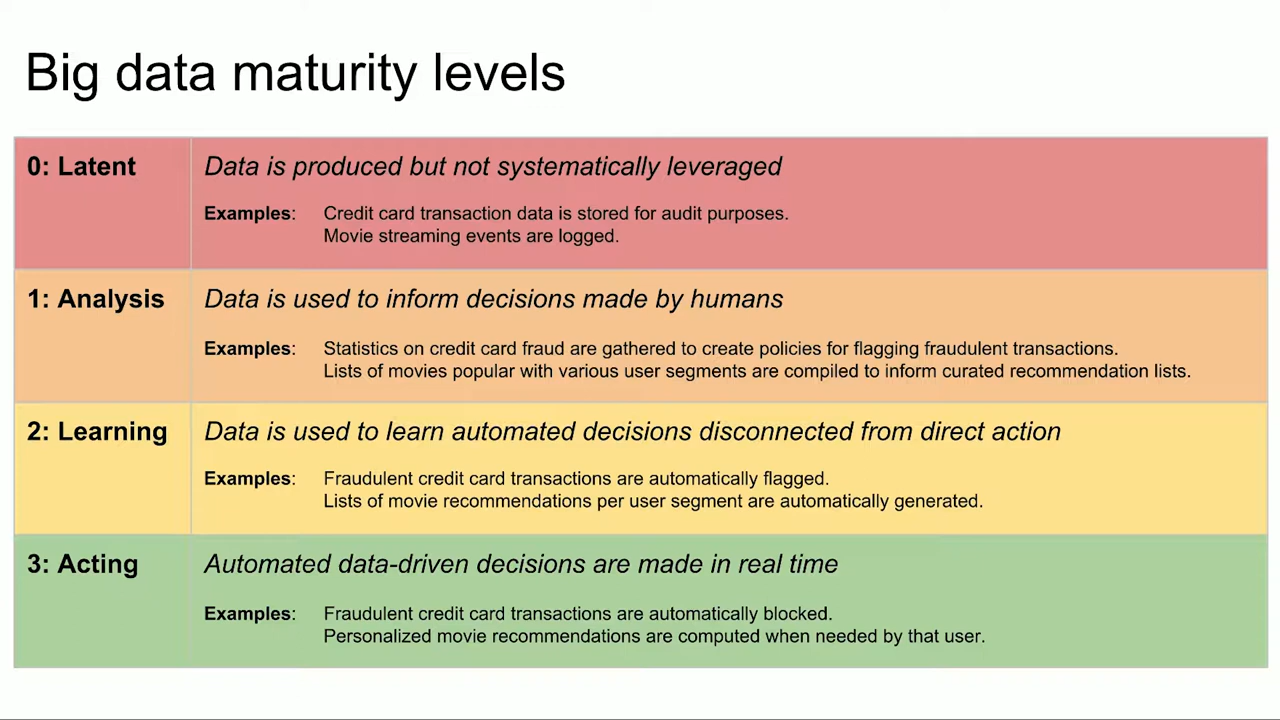 Big data maturity levels
0: Latent
Data is produced but not systematically leveraged
Examples: Credit card transaction data is stored for audit purposes.
Movie streaming events are logged.
1: Analysis
Data is used to inform decisions made by humans
Examples: Statistics on credit card fraud are gathered to create policies for flagging fraudulent transactions.
Lists of movies popular with various user segments are compiled to inform curated recommendation lists.
2: Learning
Data is used to learn automated decisions disconnected from direct action
Examples: Fraudulent credit card transactions are automatically flagged.
Lists of movie recommendations per user segment are automatically generated.
3: Acting
Automated data-driven decisions are made in real time
Examples: Fraudulent credit card transactions are automatically blocked.
Personalized movie recommendations are computed when needed by that user.